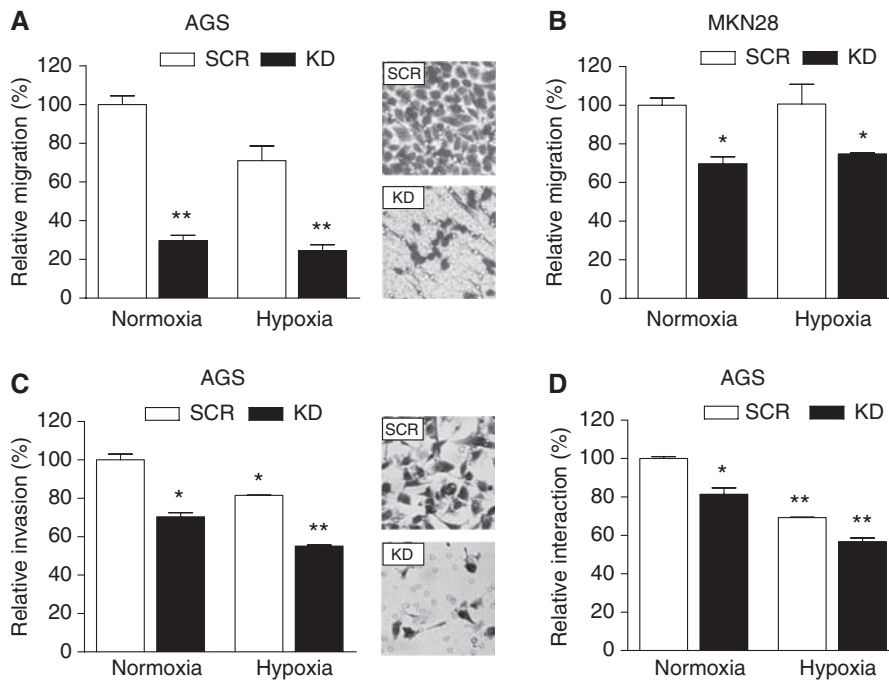 A
AGS
SCR KD
Relative migration (%)
120
100
80
60
40
20
0
**
**
Normoxia Hypoxia
SCR
KD
B
MKN28
SCR KD
Relative migration (%)
120
100
80
60
40
20
0
*
*
Normoxia Hypoxia
C
AGS
SCR KD
Relative invasion (%)
120
100
80
60
40
20
0
*
*
**
Normoxia Hypoxia
SCR
KD
D
AGS
SCR KD
Relative interaction (%)
120
100
80
60
40
20
0
*
**
**
Normoxia Hypoxia